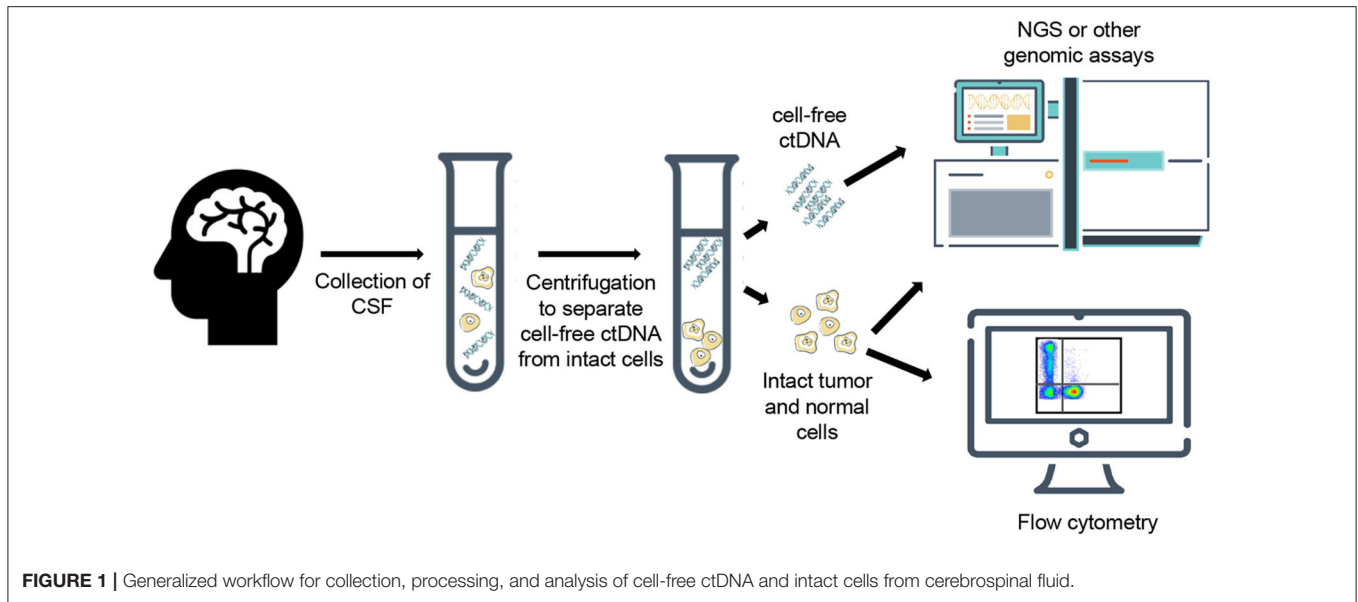 NGS or other
genomic assays
cell-free
ctDNA
Collection of
CSF
Centrifugation
to separate
cell-free ctDNA
from intact cells
Intact tumor
and normal
cells
Flow cytometry
FIGURE 1 | Generalized workflow for collection, processing, and analysis of cell-free ctDNA and intact cells from cerebrospinal fluid.